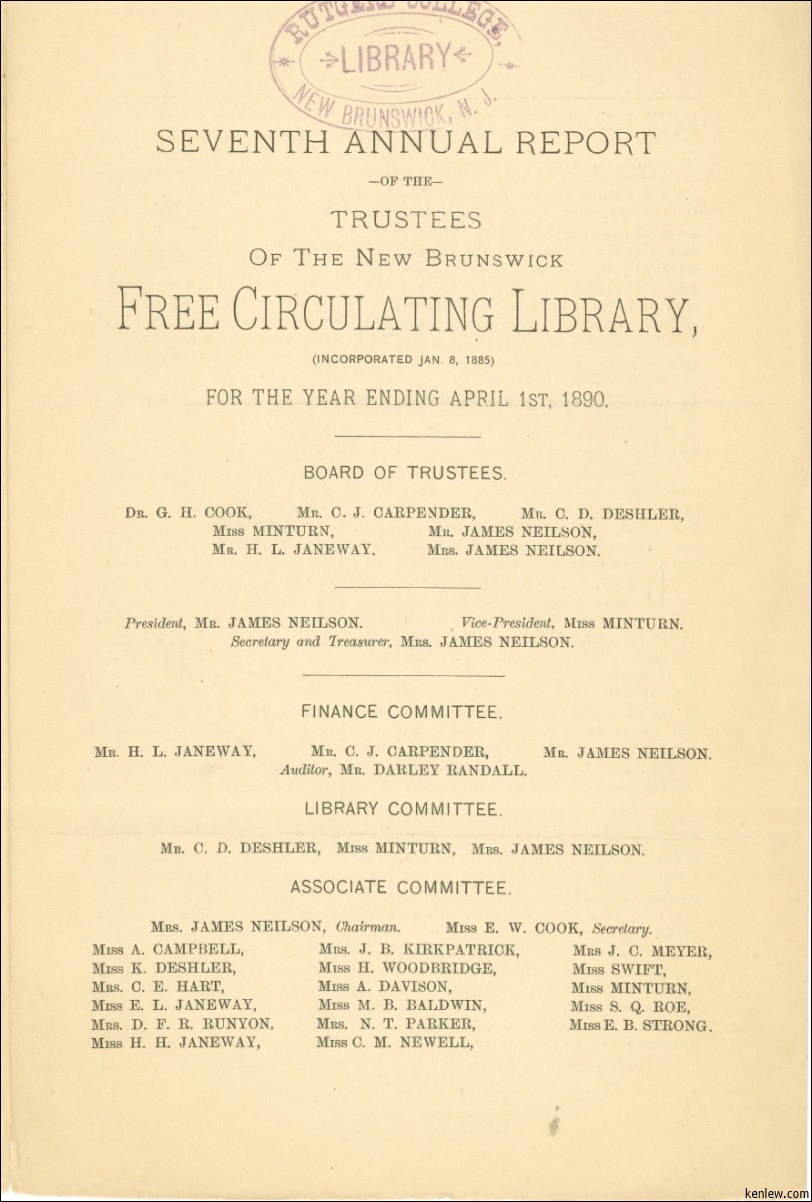 RUTGERS COLLEGE,
LIBRARY
NEW BRUNSWICK, N. J.
SEVENTH ANNUAL REPORT
—OF THE—
TRUSTEES
OF THE NEW BRUNSWICK
FREE CIRCULATING LIBRARY,
(INCORPORATED JAN. 8, 1885)
FOR THE YEAR ENDING APRIL 1ST, 1890.
BOARD OF TRUSTEES.
DR. G. H. COOK, MR. C. J. CARPENDER, MR. C. D. DESHLER,
MISS MINTURN, MR. JAMES NEILSON,
MR. H. L. JANEWAY. MRS. JAMES NEILSON.
President, MR. JAMES NEILSON. Vice-President, MISS MINTURN.
Secretary and Treasurer, MRS. JAMES NEILSON.
FINANCE COMMITTEE.
MR. H. L. JANEWAY, MR. C. J. CARPENDER, MR. JAMES NEILSON.
Auditor, MR. DARLEY RANDALL.
LIBRARY COMMITTEE.
MR. C. D. DESHLER, MISS MINTURN, MRS. JAMES NEILSON.
ASSOCIATE COMMITTEE.
MRS. JAMES NEILSON, Chairman. MISS E. W. COOK, Secretary.
MISS A. CAMPBELL, MRS. J. B. KIRKPATRICK, MRS J. C. MEYER,
MISS K. DESHLER, MISS H. WOODBRIDGE, MISS SWIFT,
MRS. C. E. HART, MISS A. DAVISON, MISS MINTURN,
MISS E. L. JANEWAY, MISS M. B. BALDWIN, MISS S. Q. ROE,
MRS. D. F. R. RUNYON, MRS. N. T. PARKER, MISS E. B. STRONG.
MISS H. H. JANEWAY, MISS C. M. NEWELL,
kenlew.com